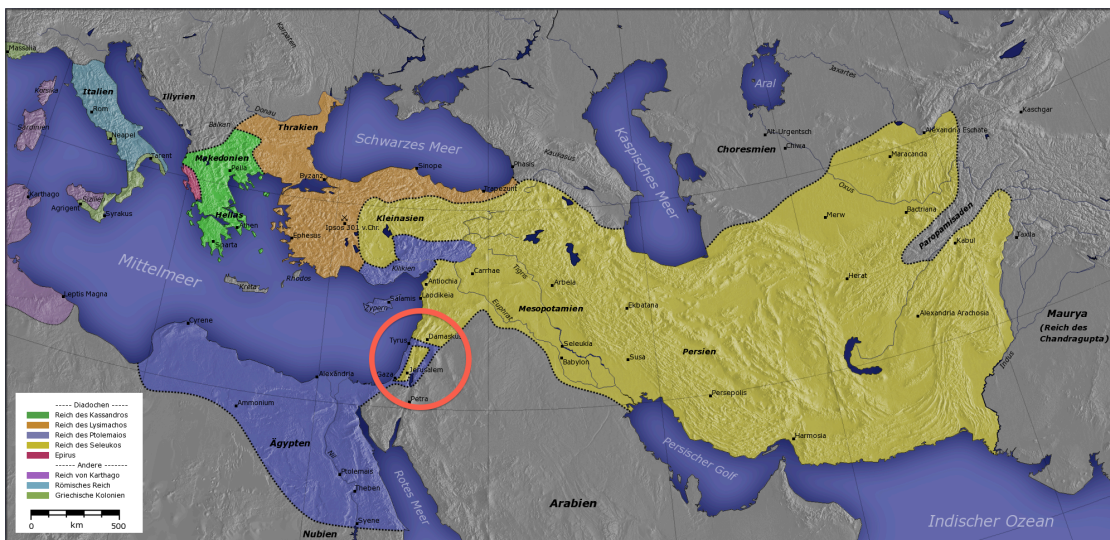 Massalia
Korsika
Sardinien
Italien
Rom
Neapel
Tarent
Illyrien
Karpaten
Donau
Balkan
Thrakien
Makedonien
Pella
Byzanz
Hellas
Athen
Sparta
Karthago
Sizilien
Agrigent
Syrakus
Mittelmeer
Leptis Magna
Kreta
Rhodos
Ephesos
Ipsos 301 v.Chr.
Schwarzes Meer
Sinope
Phasis
Kaukasus
Trapezunt
Kleinasien
Kilikien
Zypern
Salamis
Antiochia
Laodikeia
Carrhae
Tigris
Arbela
Euphrat
Mesopotamien
Ekbatana
Seleukia
Babylon
Susa
Persien
Persepolis
Harmosia
Kaspisches Meer
Aral
Jaxartes
Alt-Urgentsch
Chiwa
Choresmien
Oxus
Merw
Maracanda
Alexandria Eschate
Kaschgar
Bactriana
Paropamisaden
Kabul
Taxila
Herat
Alexandria Arachosia
Indus
Maurya
(Reich des
Chandragupta)
Tyrus
Damaskus
Jerusalem
Gaza
Petra
Cyrene
Alexandria
Ammonium
Ägypten
Nil
Ptolemais
Theben
Syene
Nubien
Rotes Meer
Arabien
Persischer Golf
Indischer Ozean
----- Diadochen -----
Reich des Kassandros
Reich des Lysimachos
Reich des Ptolemaios
Reich des Seleukos
Epirus
------ Andere -------
Reich von Karthago
Römisches Reich
Griechische Kolonien
0 km 500